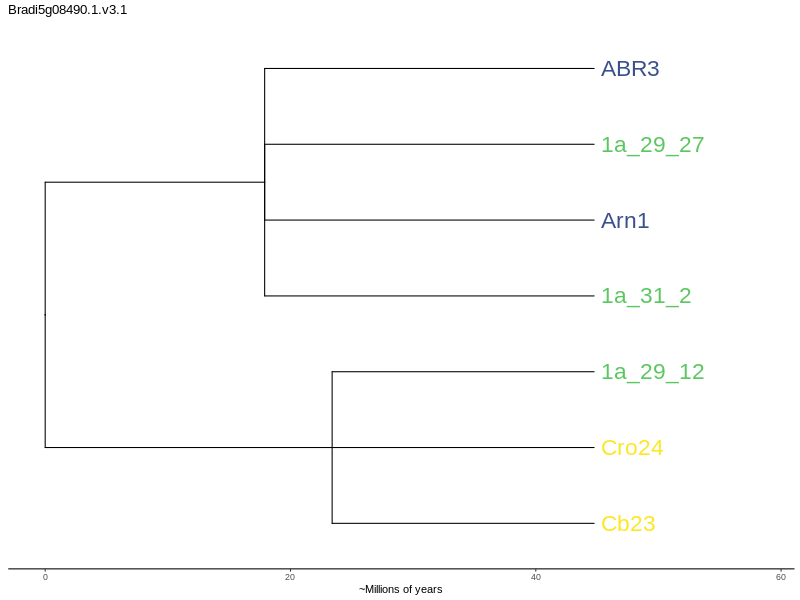 Bradi5g08490.1.v3.1
ABR3
1a_29_27
Arn1
1a_31_2
1a_29_12
Cro24
Cb23
0 20 40 60
~Millions of years